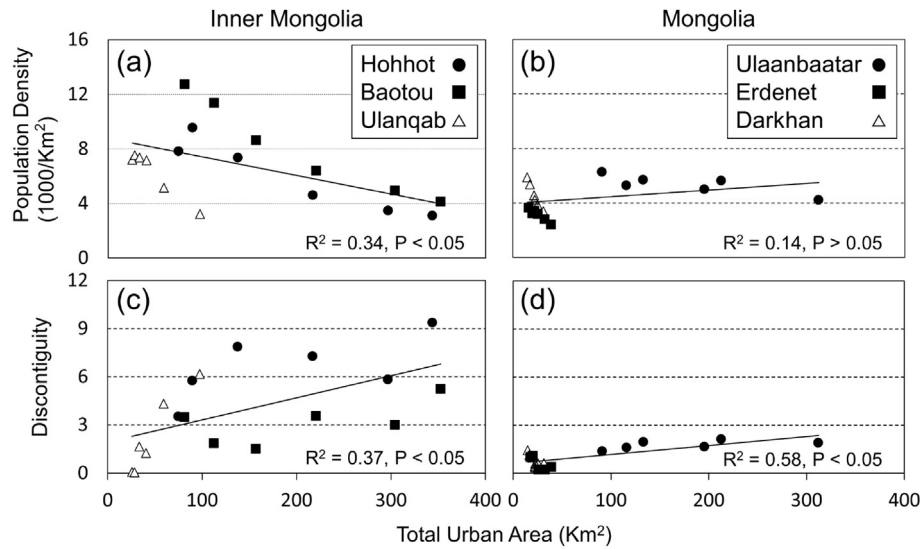 Inner Mongolia
Mongolia
Population Density
(1000/Km²)
16
12
8
4
0
(a)
Hohhot
Baotou
Ulanqab
R² = 0.34, P < 0.05
(b)
Ulaanbaatar
Erdenet
Darkhan
R² = 0.14, P > 0.05
Discontiguity
12
9
6
3
0
(c)
R² = 0.37, P < 0.05
(d)
R² = 0.58, P < 0.05
0 100 200 300 400
0 100 200 300 400
Total Urban Area (Km²)